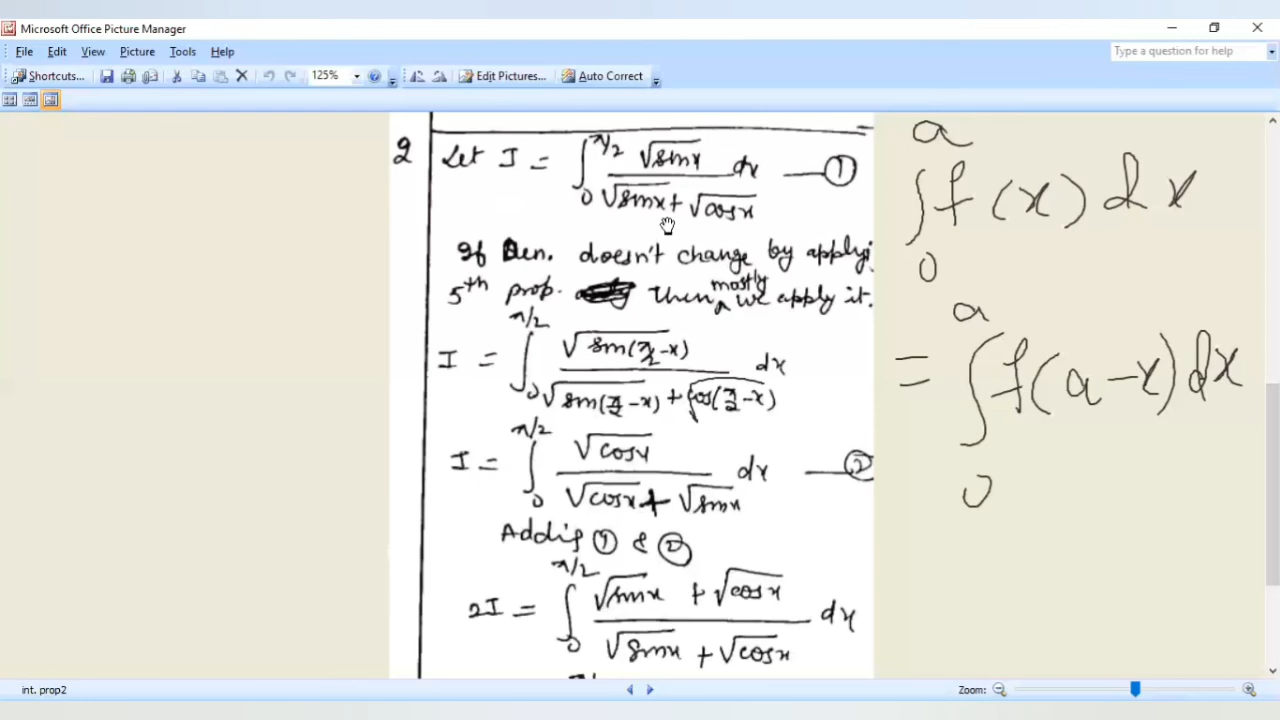 Microsoft Office Picture Manager
File Edit View Picture Tools Help
Type a question for help
Shortcuts... 125% Edit Pictures... Auto Correct
2 Let I = ∫₀^π/2 √sinx / (√sinx + √cosx) dx — ①
If Den. doesn't change by applyi
5th prop. then mostly we apply it.
I = ∫₀^π/2 √sin(π/2-x) / (√sin(π/2-x) + √cos(π/2-x)) dx
I = ∫₀^π/2 √cosx / (√cosx + √sinx) dx — ②
Adding ① & ②
2I = ∫₀^π/2 (√sinx + √cosx) / (√sinx + √cosx) dx
∫₀^a f(x) dx
= ∫₀^a f(a-x) dx
int. prop2
Zoom: